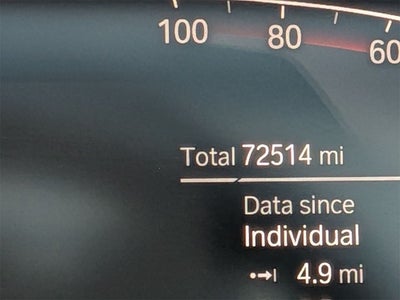 100 80 60
Total 72514 mi
Data since
Individual
4.9 mi